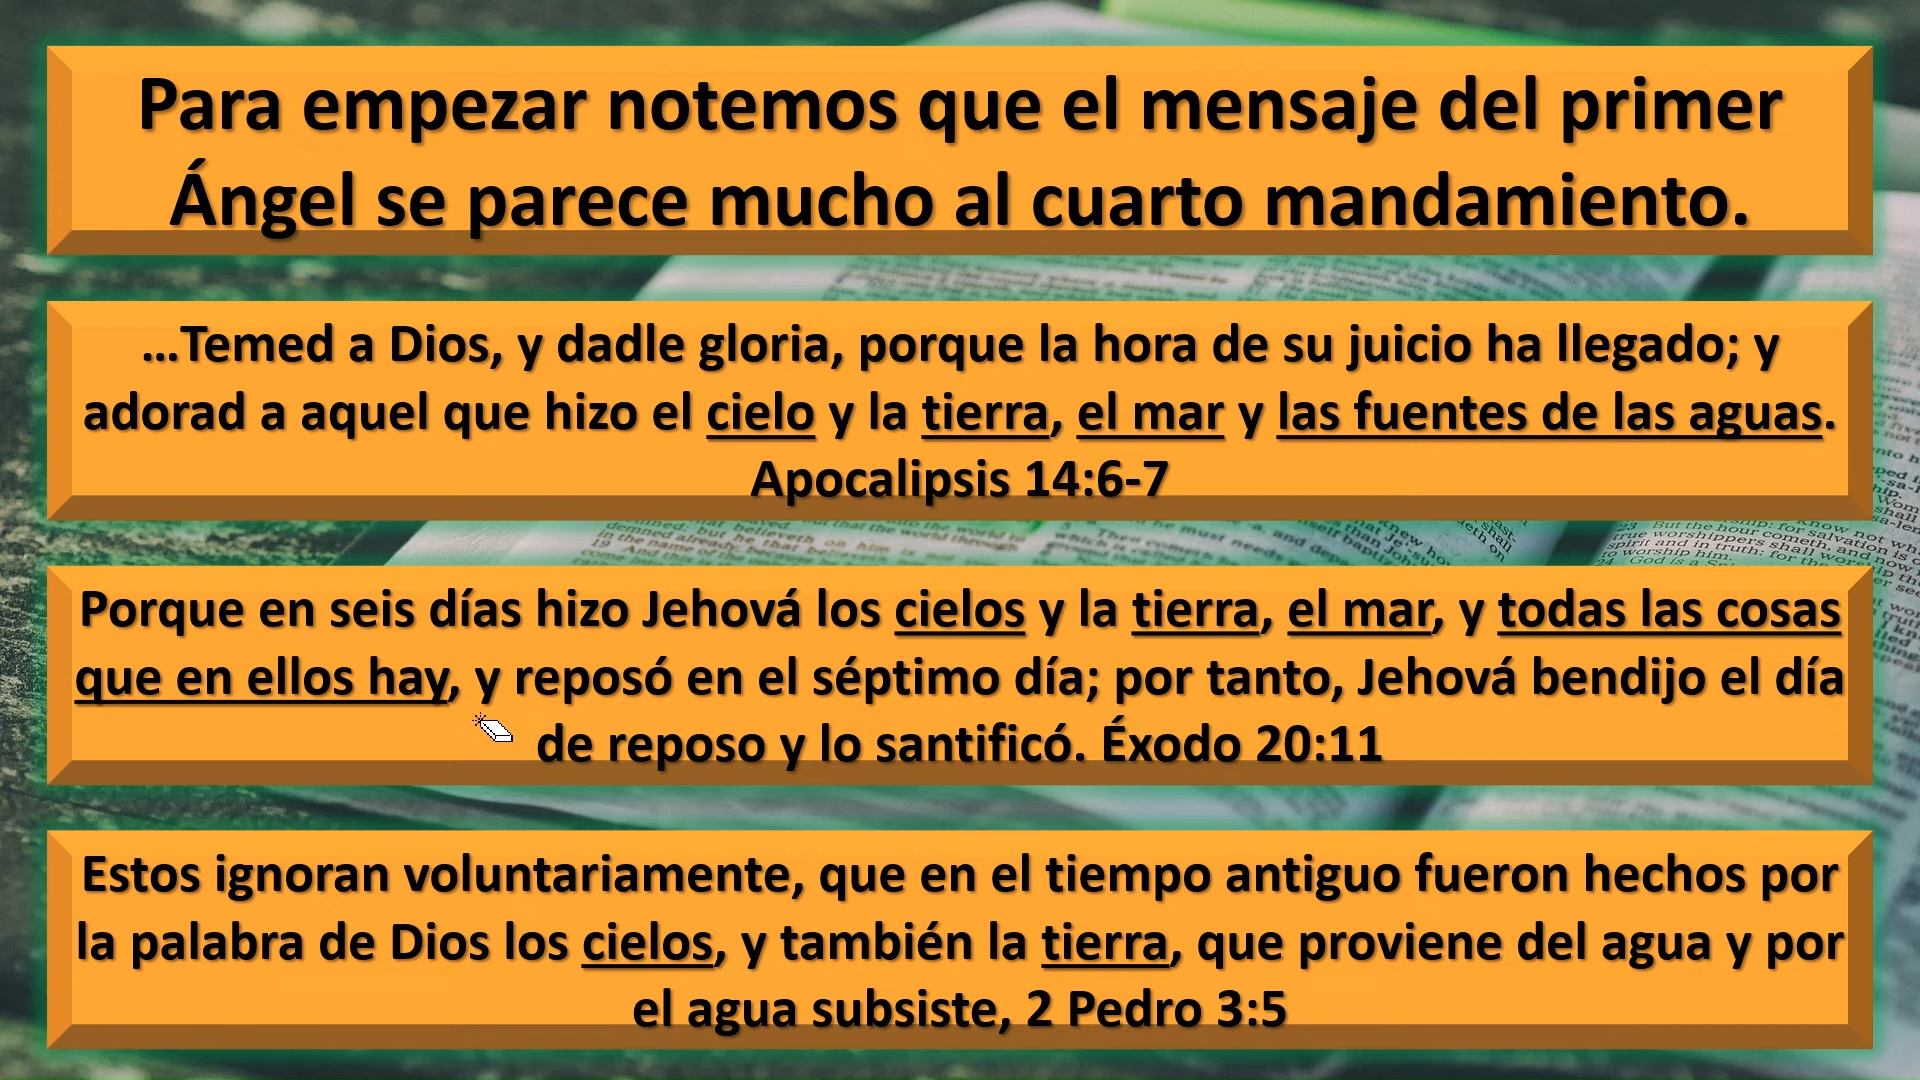 Para empezar notemos que el mensaje del primer
Ángel se parece mucho al cuarto mandamiento.
…Temed a Dios, y dadle gloria, porque la hora de su juicio ha llegado; y
adorad a aquel que hizo el cielo y la tierra, el mar y las fuentes de las aguas.
Apocalipsis 14:6-7
Porque en seis días hizo Jehová los cielos y la tierra, el mar, y todas las cosas
que en ellos hay, y reposó en el séptimo día; por tanto, Jehová bendijo el día
de reposo y lo santificó. Éxodo 20:11
Estos ignoran voluntariamente, que en el tiempo antiguo fueron hechos por
la palabra de Dios los cielos, y también la tierra, que proviene del agua y por
el agua subsiste, 2 Pedro 3:5